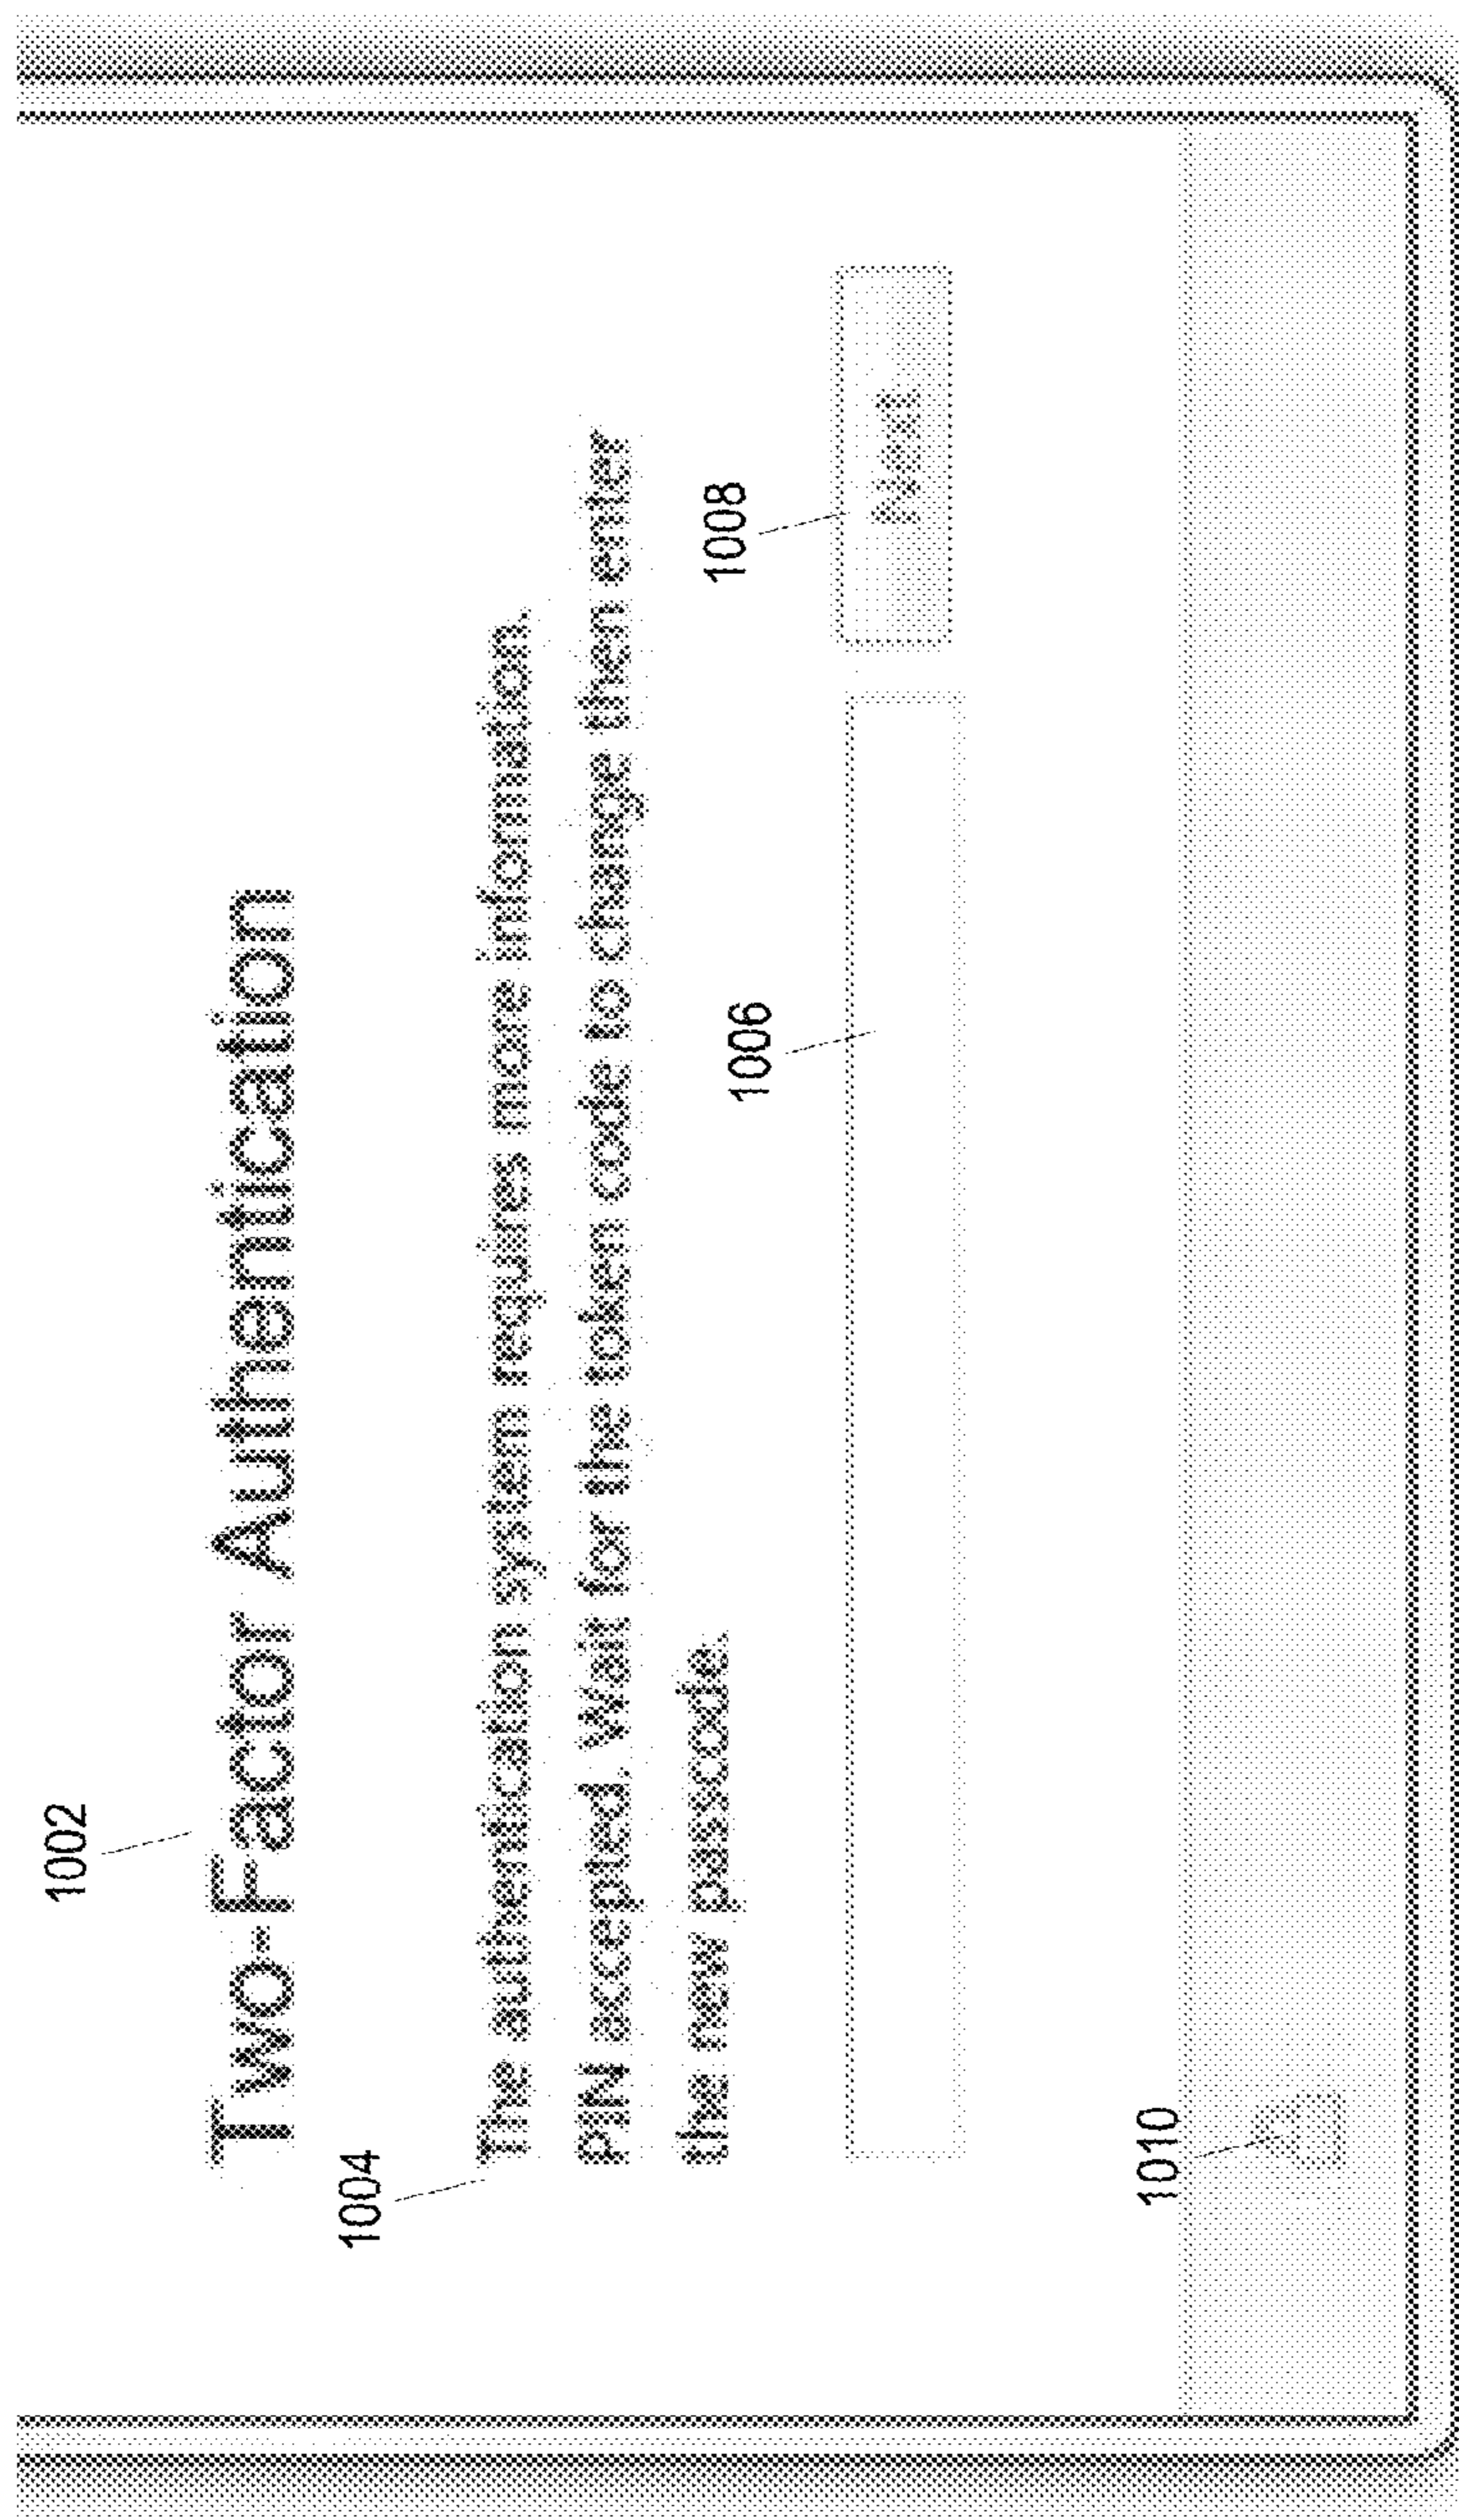 1002
Two-Factor Authentication
1004
The authentication system requires more information.
PIN accepted. Wait for the token code to change then enter
the new passcode.
1006
1008
Next
1010